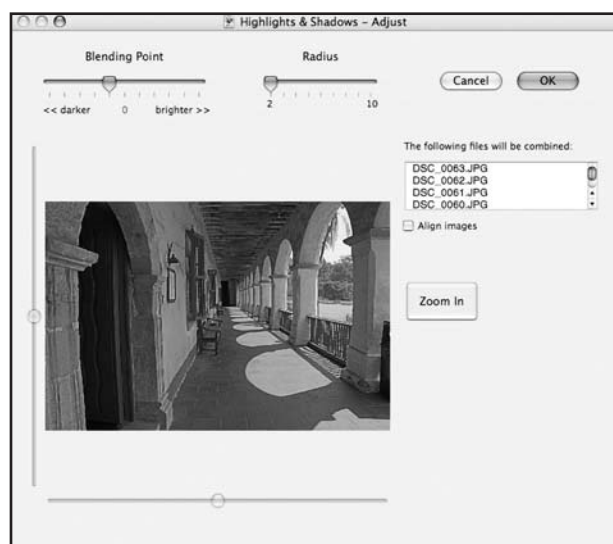 Highlights & Shadows – Adjust
Blending Point
<< darker 0 brighter >>
Radius
2 10
Cancel OK
The following files will be combined:
DSC_0063.JPG
DSC_0062.JPG
DSC_0061.JPG
DSC_0060.JPG
Align images
Zoom In